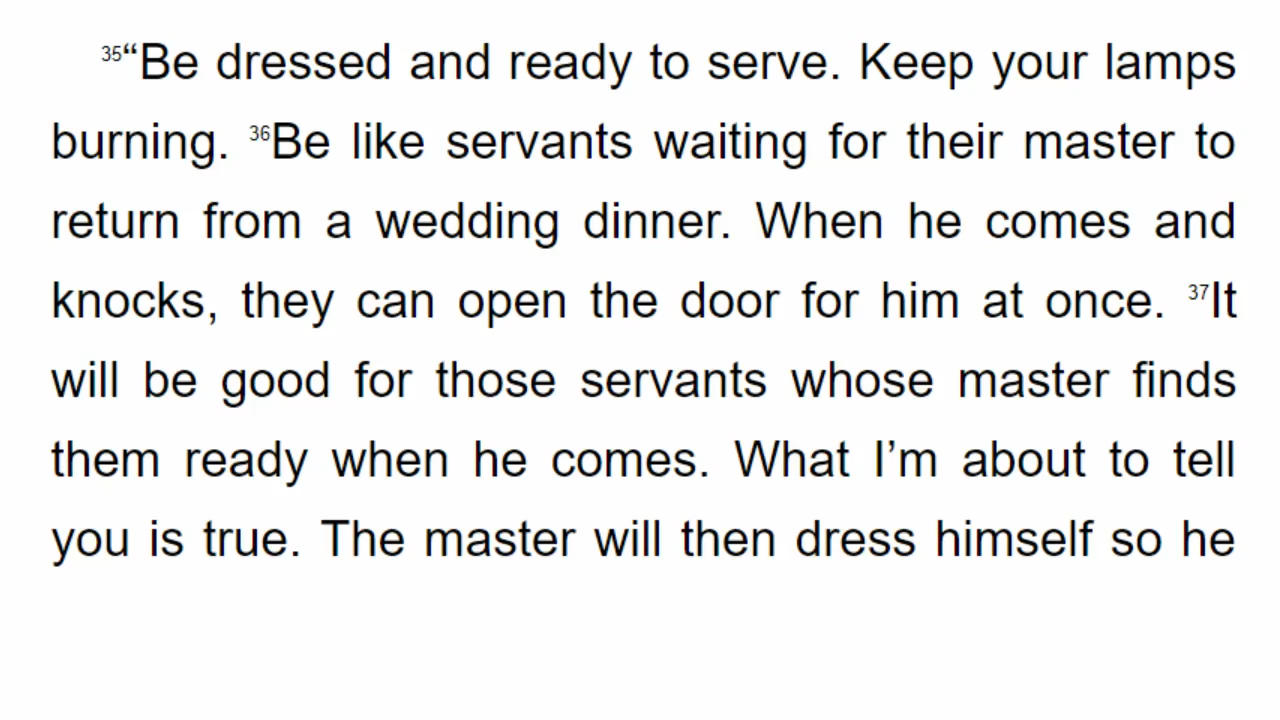 35“Be dressed and ready to serve. Keep your lamps
burning. 36Be like servants waiting for their master to
return from a wedding dinner. When he comes and
knocks, they can open the door for him at once. 37It
will be good for those servants whose master finds
them ready when he comes. What I’m about to tell
you is true. The master will then dress himself so he